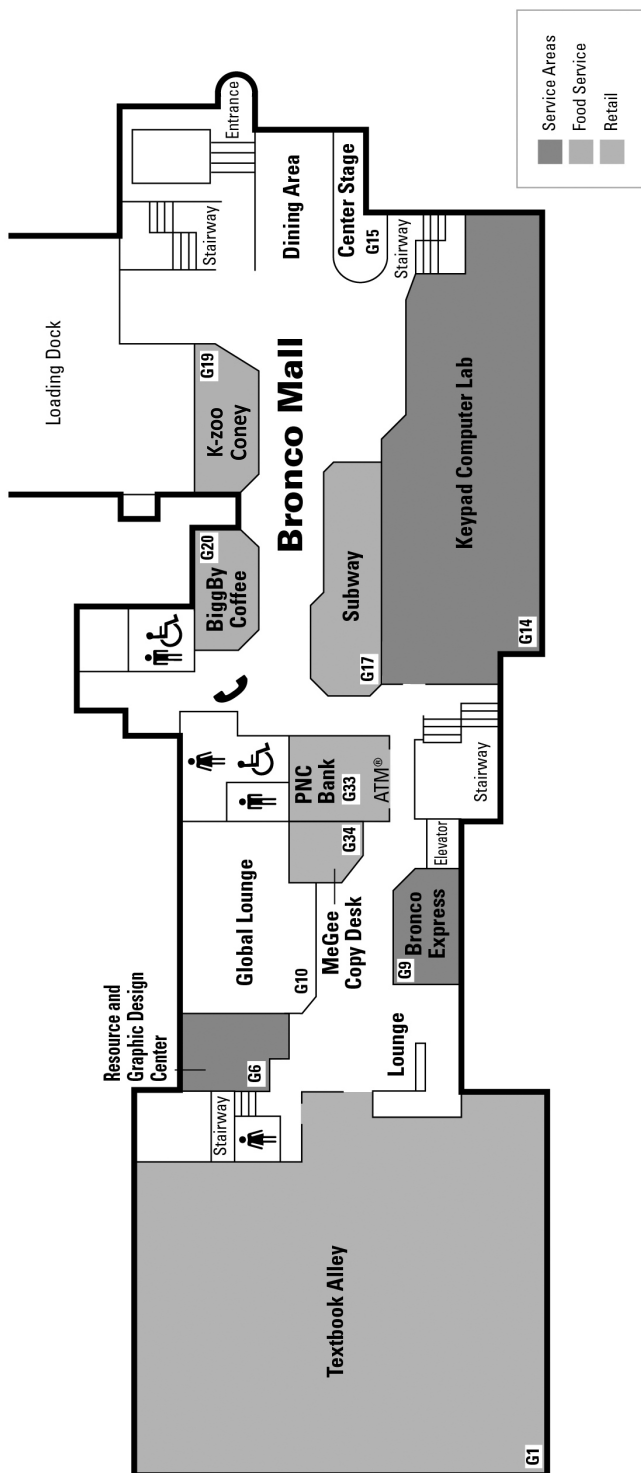 Loading Dock
Stairway
Entrance
Dining Area
Center Stage
G15
Stairway
K-zoo
Coney
G19
Bronco Mall
BiggBy
Coffee
G20
Subway
G17
Keypad Computer Lab
G14
PNC
Bank
G33
ATM®
Stairway
Elevator
Global Lounge
G10
G34
MeGee
Copy Desk
Bronco
Express
G9
Lounge
Resource and
Graphic Design
Center
G6
Stairway
Textbook Alley
G1
Service Areas
Food Service
Retail